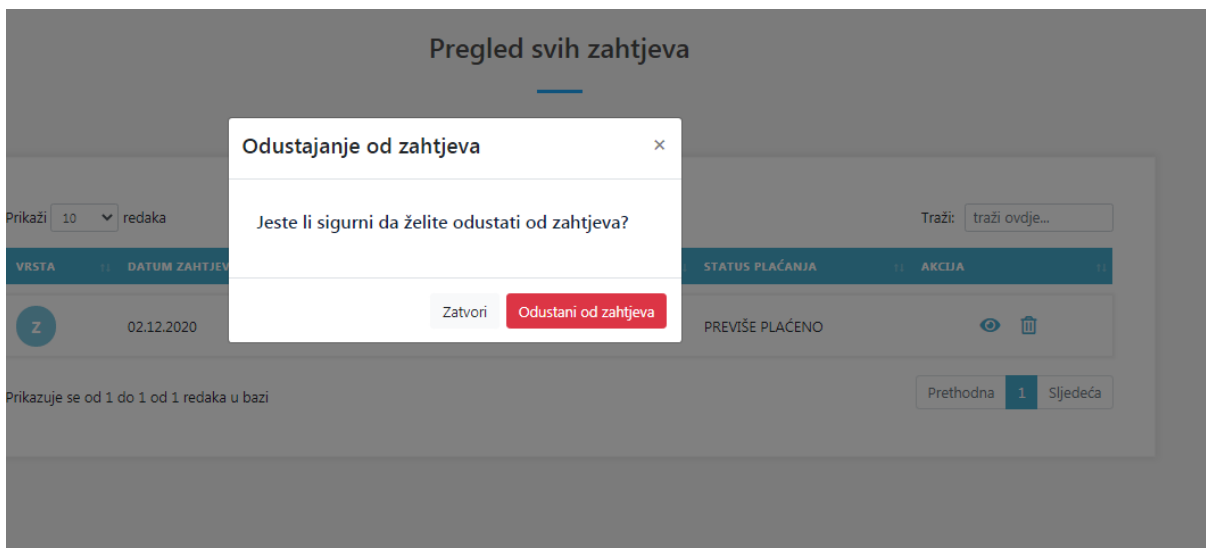 Pregled svih zahtjeva
Odustajanje od zahtjeva ×
Jeste li sigurni da želite odustati od zahtjeva?
Zatvori Odustani od zahtjeva
Prikaži 10 redaka Traži: traži ovdje...
VRSTA DATUM ZAHTJEV STATUS PLAĆANJA AKCIJA
Z 02.12.2020 PREVIŠE PLAĆENO
Prikazuje se od 1 do 1 od 1 redaka u bazi Prethodna 1 Sljedeća